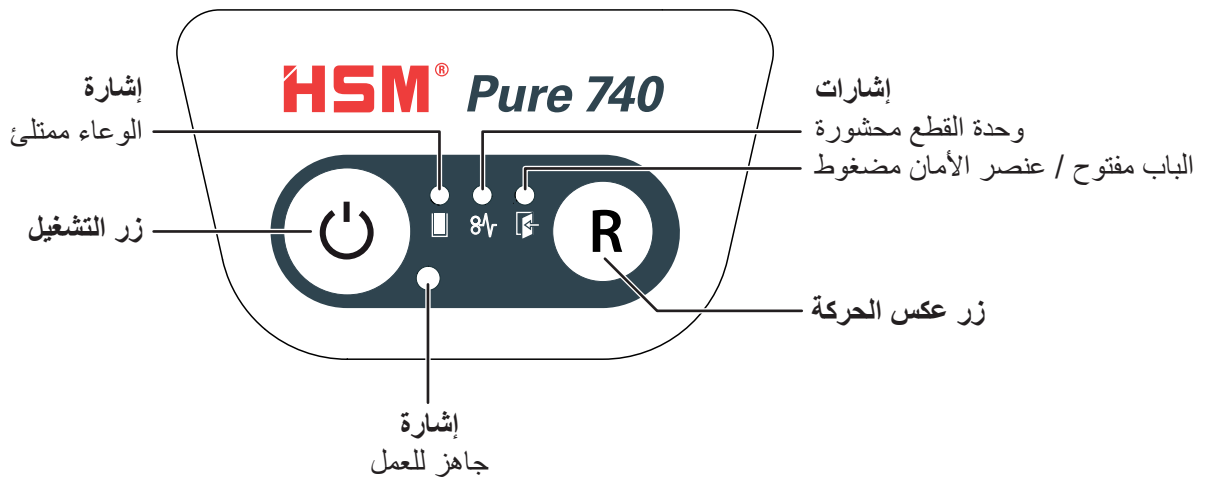 HSM® Pure 740
إشارات
وحدة القطع محشورة
الباب مفتوح / عنصر الأمان مضغوط
إشارة
الوعاء ممتلئ
زر التشغيل
R
زر عكس الحركة
إشارة
جاهز للعمل